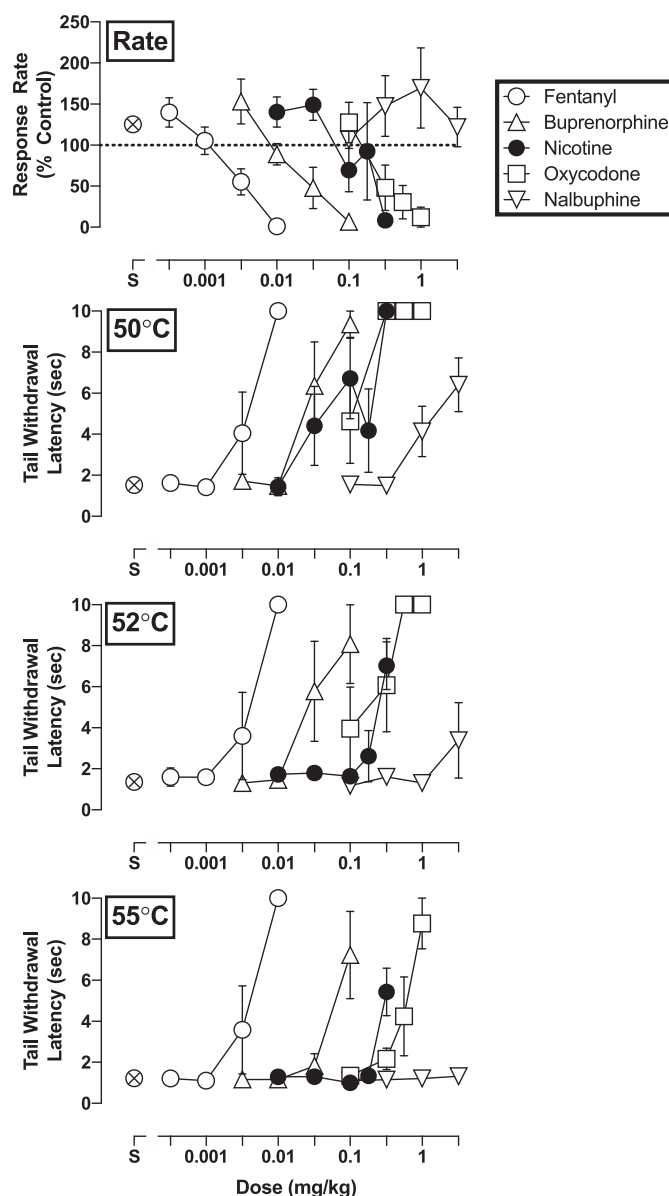 Rate
Response Rate
(% Control)
250
200
150
100
50
0
S
0.001
0.01
0.1
1
Fentanyl
Buprenorphine
Nicotine
Oxycodone
Nalbuphine
50°C
Tail Withdrawal
Latency (sec)
10
8
6
4
2
0
S
0.001
0.01
0.1
1
52°C
Tail Withdrawal
Latency (sec)
10
8
6
4
2
0
S
0.001
0.01
0.1
1
55°C
Tail Withdrawal
Latency (sec)
10
8
6
4
2
0
S
0.001
0.01
0.1
1
Dose (mg/kg)